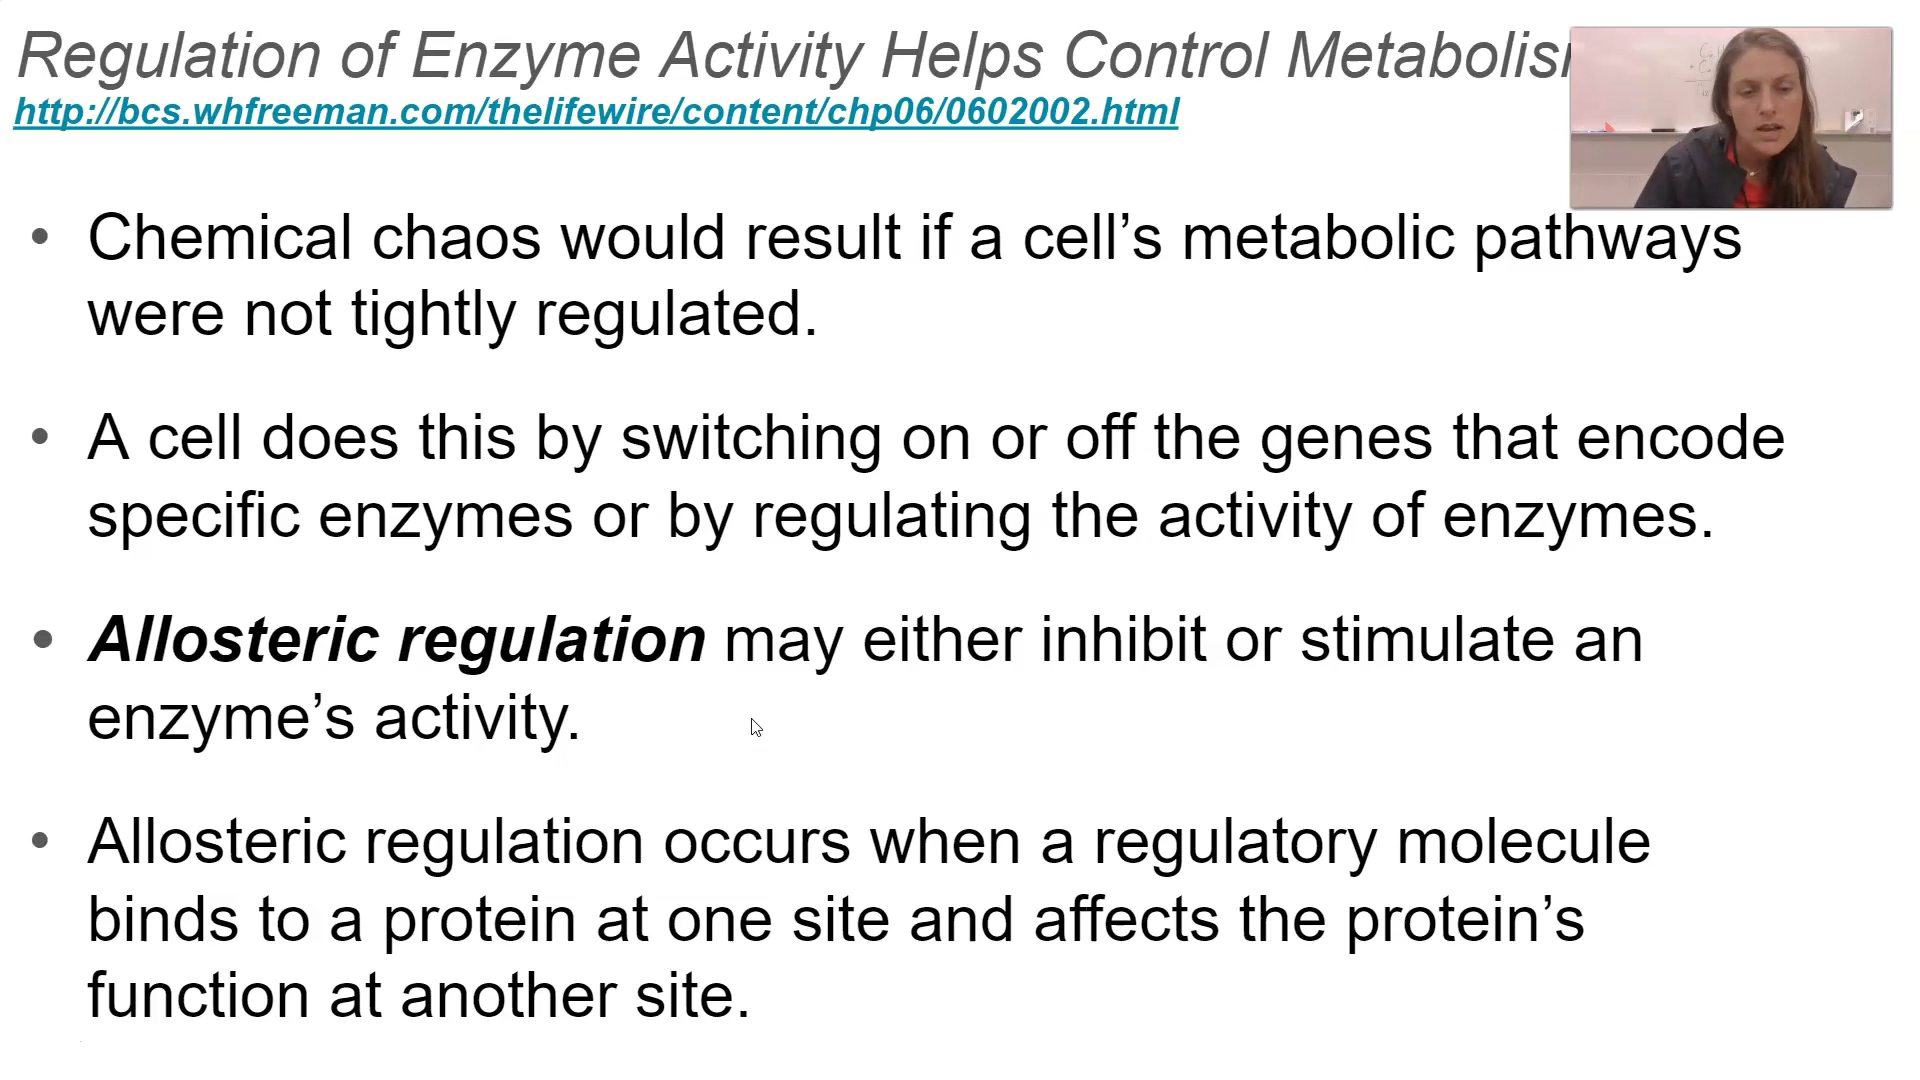 Regulation of Enzyme Activity Helps Control
http://bcs.whfreeman.com/thelifewire/content/chp06/0602002.html
• Chemical chaos would result if a cell’s metabolic pathways
were not tightly regulated.
• A cell does this by switching on or off the genes that encode
specific enzymes or by regulating the activity of enzymes.
• Allosteric regulation may either inhibit or stimulate an
enzyme’s activity.
• Allosteric regulation occurs when a regulatory molecule
binds to a protein at one site and affects the protein’s
function at another site.